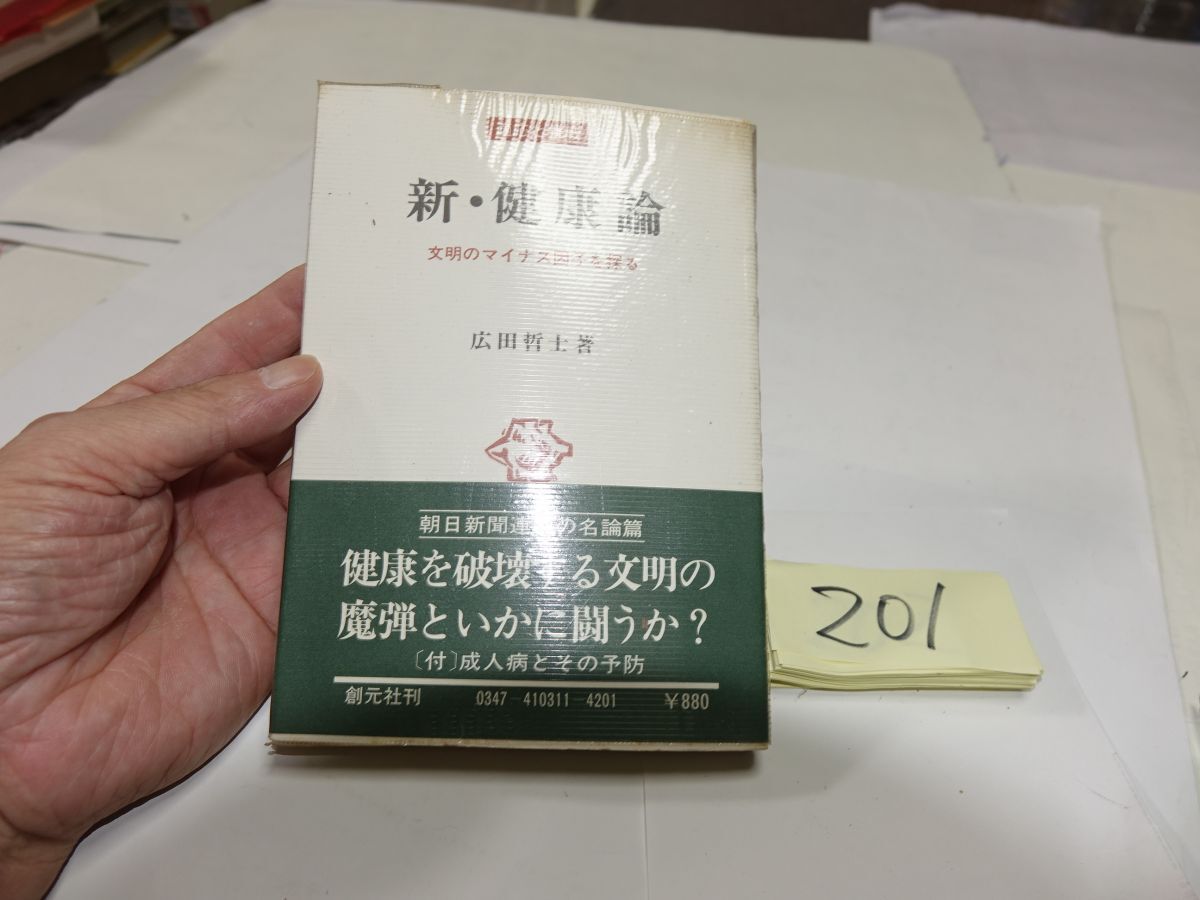 新・健康論
文明のマイナス因子を探る
広田哲士著
朝日新聞連載の名論篇
健康を破壊する文明の
魔弾といかに闘うか？
〔付〕成人病とその予防
創元社刊 0347-410311-4201 ￥880
201